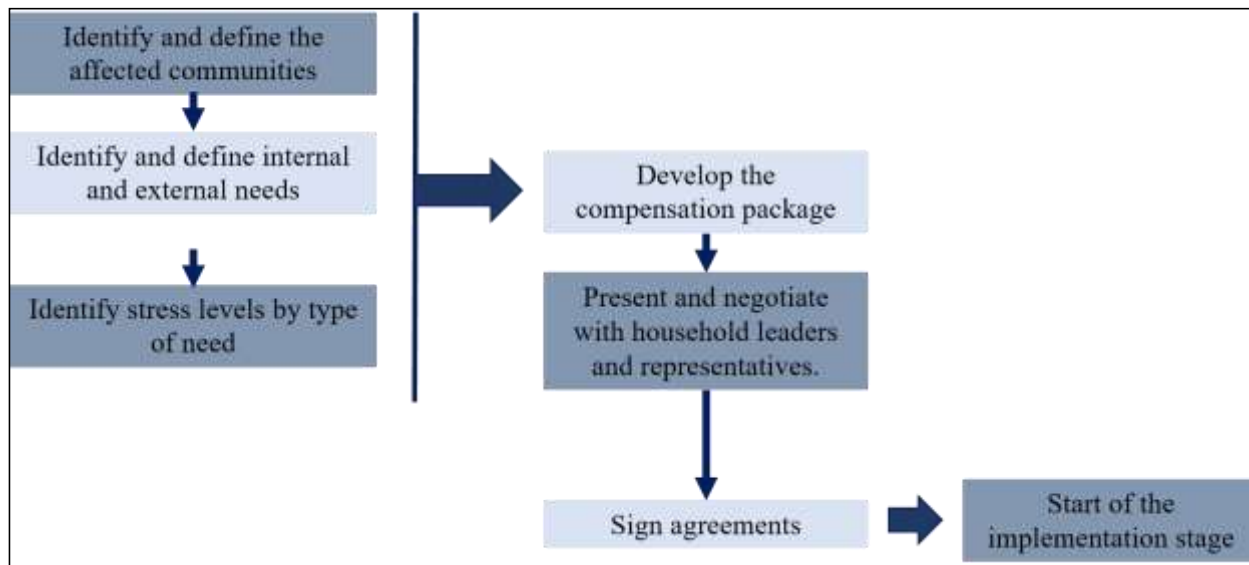 Identify and define the
affected communities
Identify and define internal
and external needs
Identify stress levels by type
of need
Develop the
compensation package
Present and negotiate
with household leaders
and representatives.
Sign agreements
Start of the
implementation stage